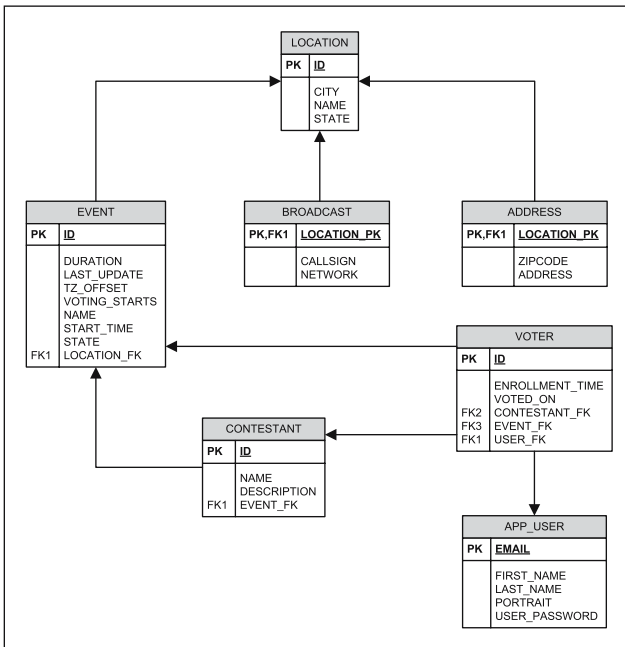 LOCATION
PK ID
CITY
NAME
STATE
EVENT
PK ID
DURATION
LAST_UPDATE
TZ_OFFSET
VOTING_STARTS
NAME
START_TIME
STATE
FK1 LOCATION_FK
BROADCAST
PK,FK1 LOCATION_PK
CALLSIGN
NETWORK
ADDRESS
PK,FK1 LOCATION_PK
ZIPCODE
ADDRESS
VOTER
PK ID
ENROLLMENT_TIME
VOTED_ON
FK2 CONTESTANT_FK
FK3 EVENT_FK
FK1 USER_FK
CONTESTANT
PK ID
NAME
DESCRIPTION
FK1 EVENT_FK
APP_USER
PK EMAIL
FIRST_NAME
LAST_NAME
PORTRAIT
USER_PASSWORD